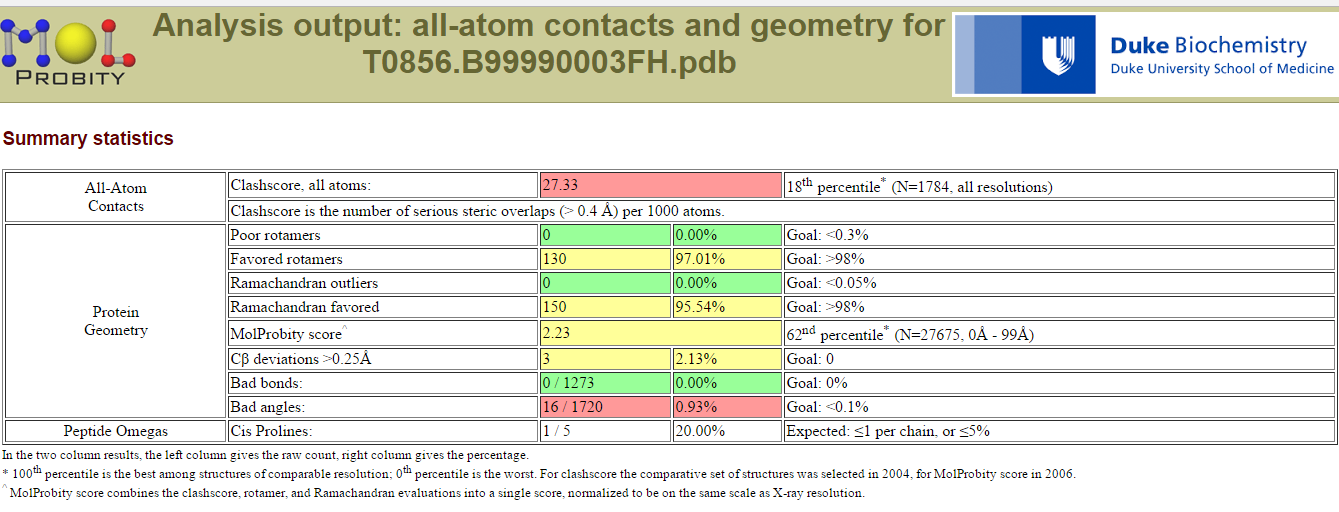 MOL
PROBITY
Analysis output: all-atom contacts and geometry for
T0856.B99990003FH.pdb
Duke Biochemistry
Duke University School of Medicine
Summary statistics
All-Atom
Contacts
Clashscore, all atoms: 27.33 18th percentile* (N=1784, all resolutions)
Clashscore is the number of serious steric overlaps (> 0.4 Å) per 1000 atoms.
Protein
Geometry
Poor rotamers 0 0.00% Goal: <0.3%
Favored rotamers 130 97.01% Goal: >98%
Ramachandran outliers 0 0.00% Goal: <0.05%
Ramachandran favored 150 95.54% Goal: >98%
MolProbity score^ 2.23 62nd percentile* (N=27675, 0Å - 99Å)
Cβ deviations >0.25Å 3 2.13% Goal: 0
Bad bonds: 0 / 1273 0.00% Goal: 0%
Bad angles: 16 / 1720 0.93% Goal: <0.1%
Peptide Omegas Cis Prolines: 1 / 5 20.00% Expected: ≤1 per chain, or ≤5%
In the two column results, the left column gives the raw count, right column gives the percentage.
* 100th percentile is the best among structures of comparable resolution; 0th percentile is the worst. For clashscore the comparative set of structures was selected in 2004, for MolProbity score in 2006.
^ MolProbity score combines the clashscore, rotamer, and Ramachandran evaluations into a single score, normalized to be on the same scale as X-ray resolution.